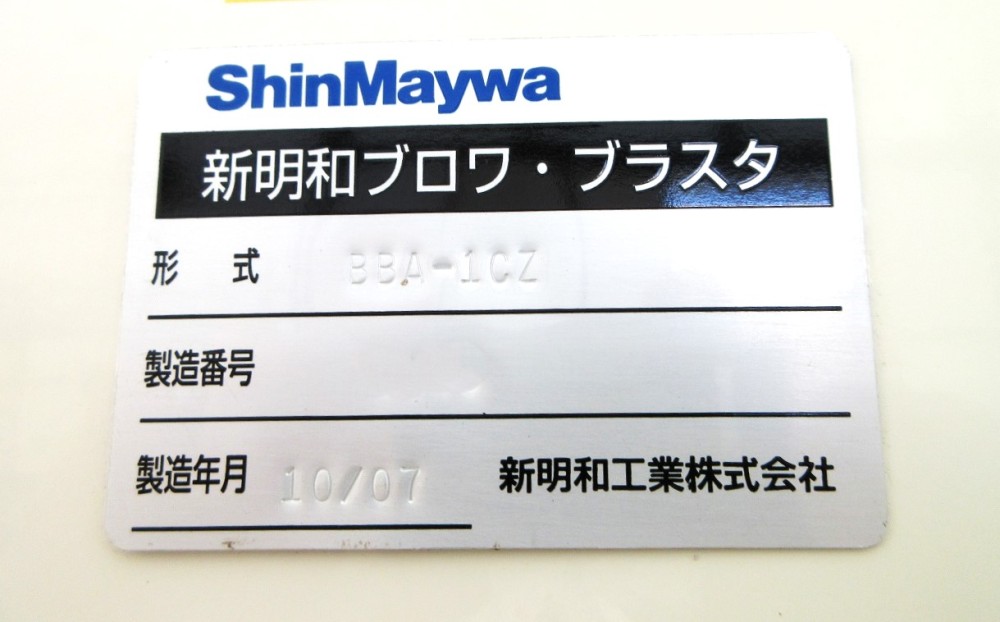 ShinMaywa
新明和ブロワ・ブラスタ
形 式 BBA-1CZ
製造番号
製造年月 10/07 新明和工業株式会社